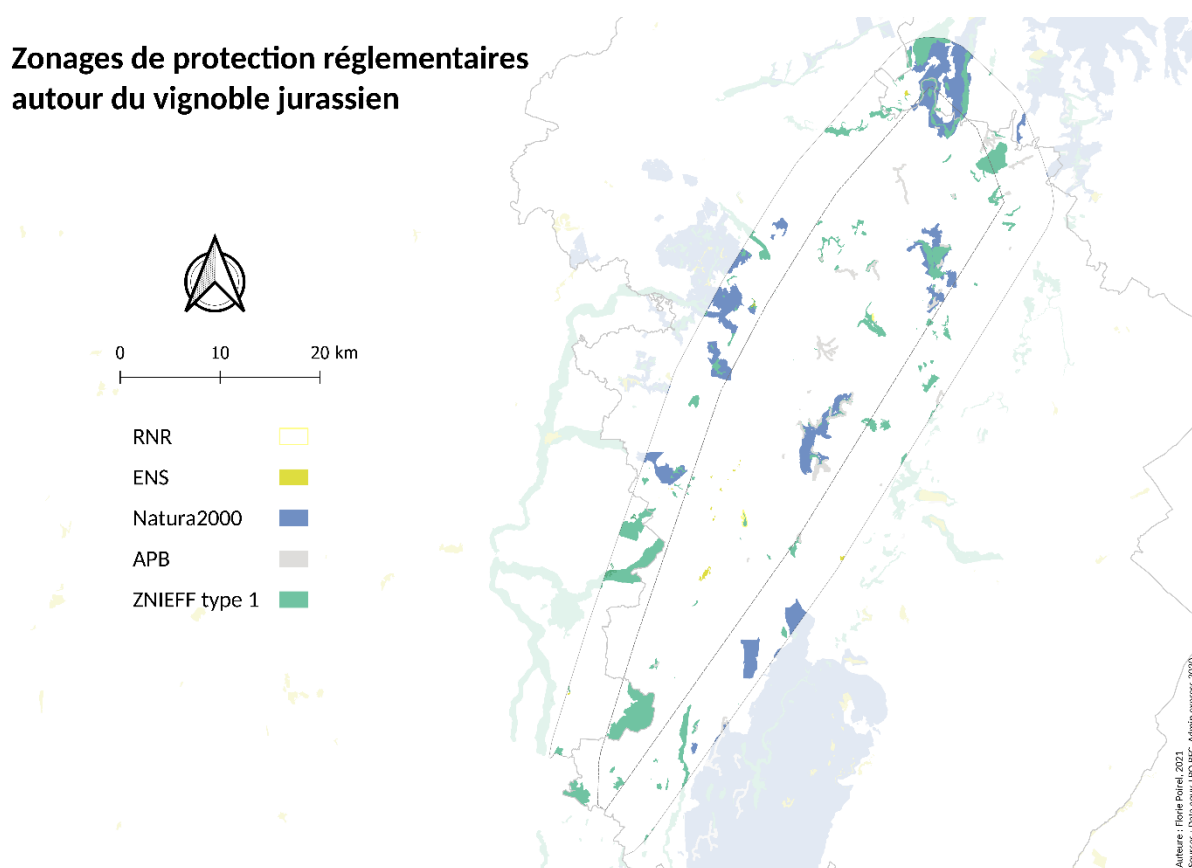 Zonages de protection réglementaires
autour du vignoble jurassien
0 10 20 km
RNR
ENS
Natura2000
APB
ZNIEFF type 1
Auteure : Florie Poirel, 2021